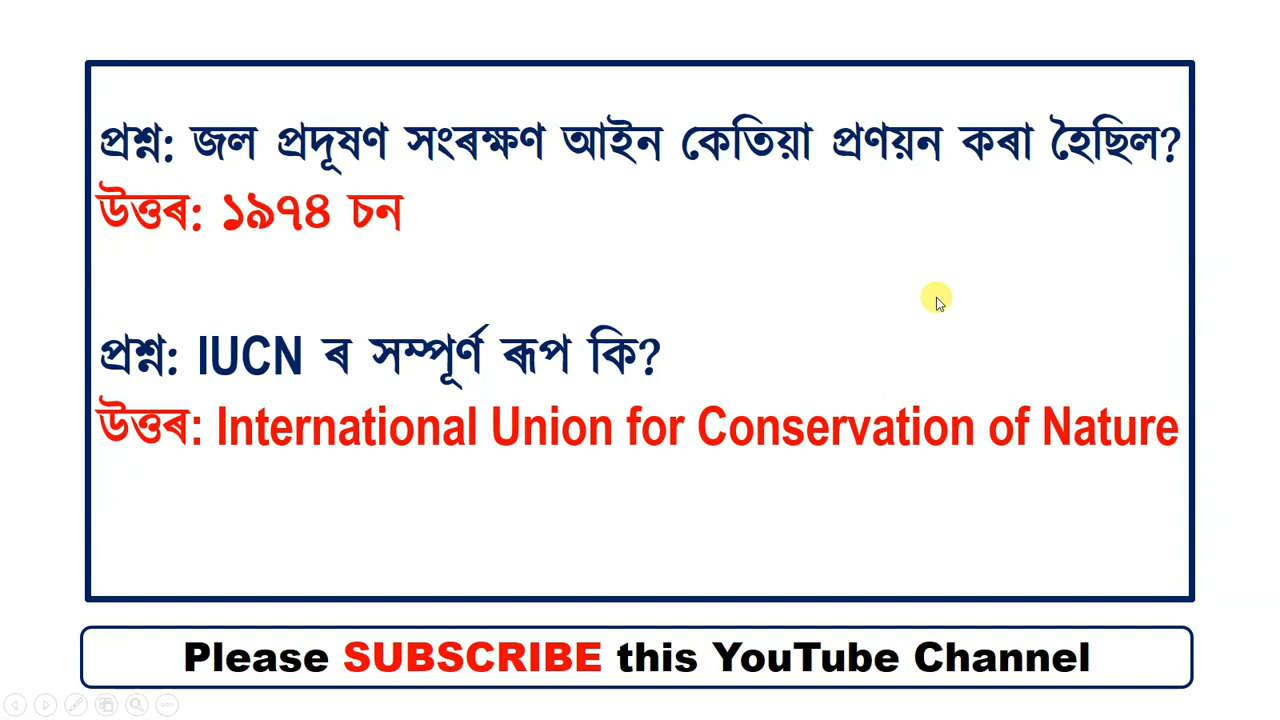 প্ৰশ্ন: জল প্ৰদূষণ সংৰক্ষণ আইন কেতিয়া প্ৰণয়ন কৰা হৈছিল?
উত্তৰ: ১৯৭৪ চন
প্ৰশ্ন: IUCN ৰ সম্পূৰ্ণ ৰূপ কি?
উত্তৰ: International Union for Conservation of Nature
Please SUBSCRIBE this YouTube Channel